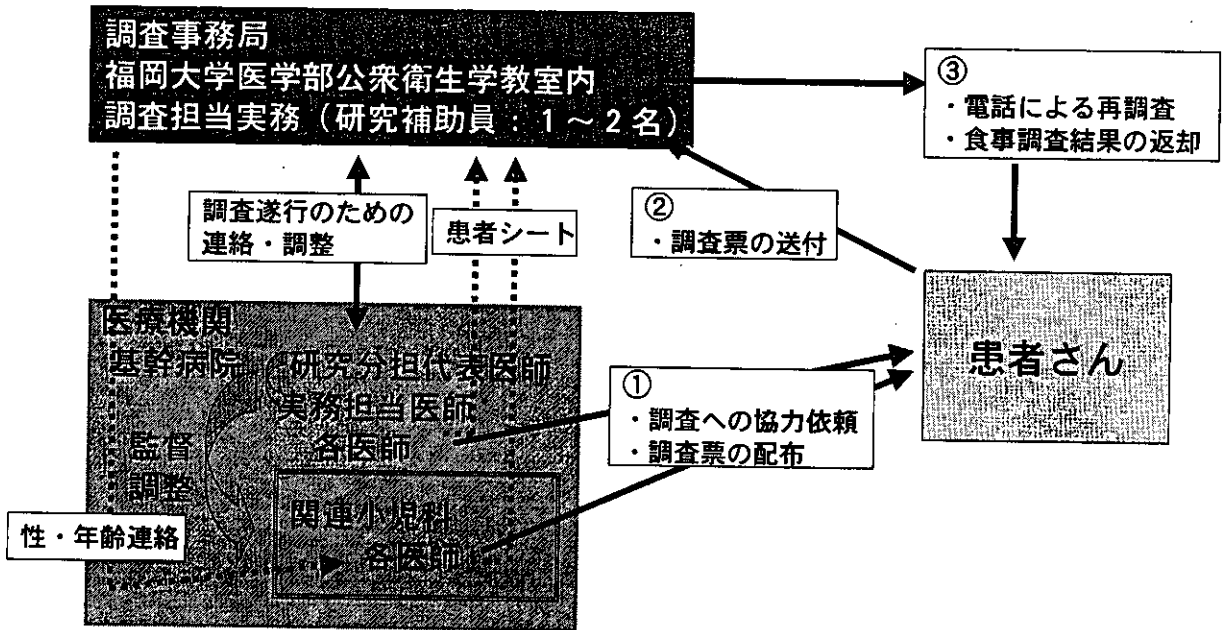 調査事務局
福岡大学医学部公衆衛生学教室内
調査担当実務（研究補助員：1～2名）
③
・電話による再調査
・食事調査結果の返却
調査遂行のための
連絡・調整
患者シート
②
・調査票の送付
医療機関
基幹病院
研究分担代表医師
実務担当医師
各医師
監督
調整
①
・調査への協力依頼
・調査票の配布
患者さん
関連小児科
各医師
性・年齢連絡